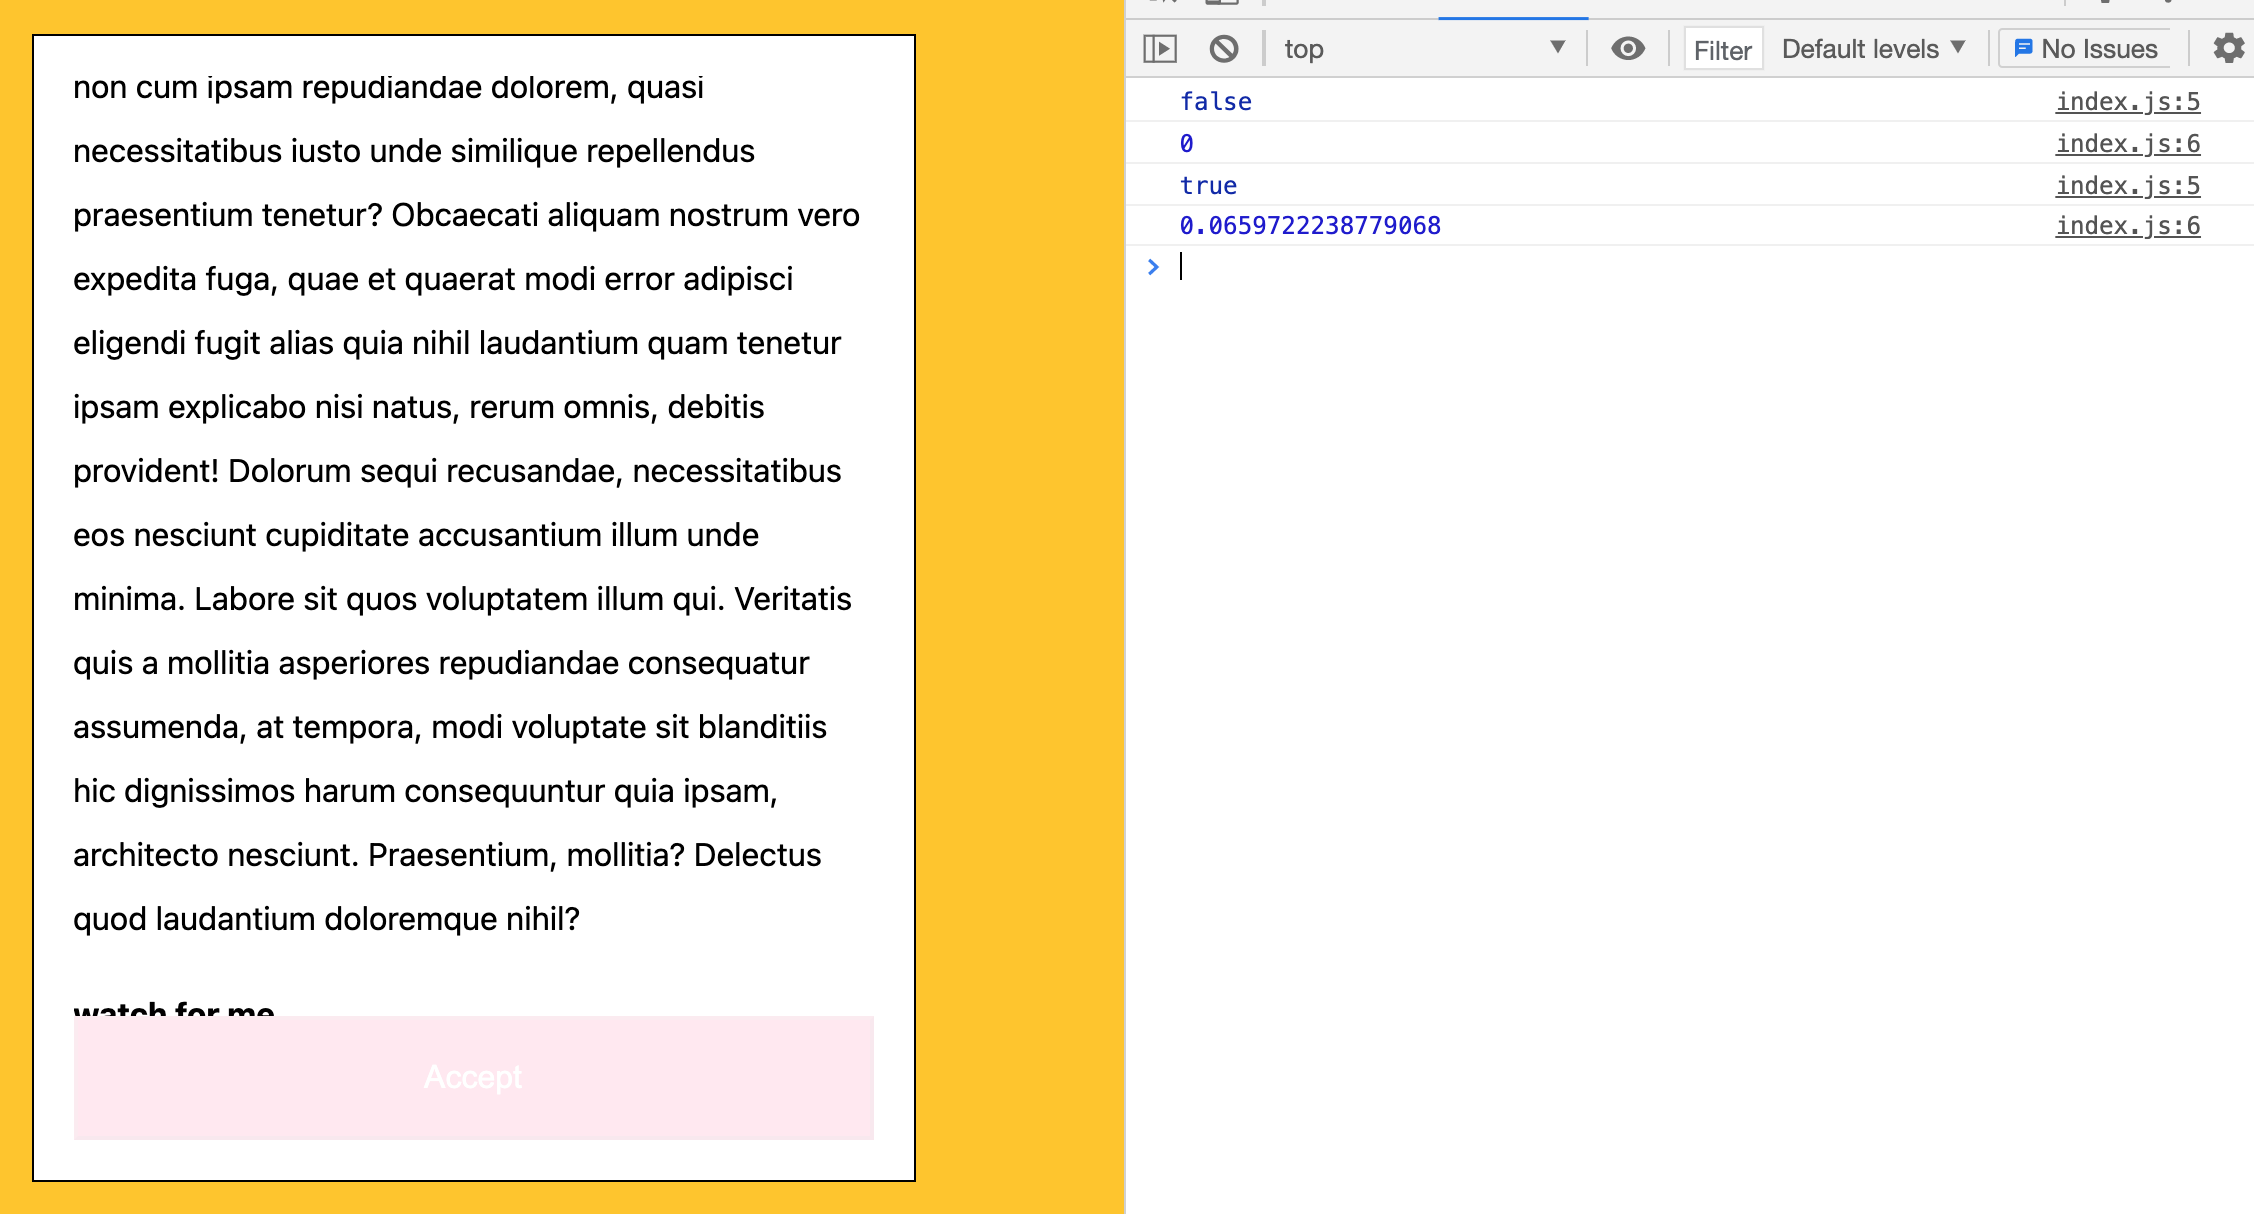 non cum ipsam repudiandae dolorem, quasi
necessitatibus iusto unde similique repellendus
praesentium tenetur? Obcaecati aliquam nostrum vero
expedita fuga, quae et quaerat modi error adipisci
eligendi fugit alias quia nihil laudantium quam tenetur
ipsam explicabo nisi natus, rerum omnis, debitis
provident! Dolorum sequi recusandae, necessitatibus
eos nesciunt cupiditate accusantium illum unde
minima. Labore sit quos voluptatem illum qui. Veritatis
quis a mollitia asperiores repudiandae consequatur
assumenda, at tempora, modi voluptate sit blanditiis
hic dignissimos harum consequuntur quia ipsam,
architecto nesciunt. Praesentium, mollitia? Delectus
quod laudantium doloremque nihil?
watch for me
Accept
top Filter Default levels No Issues
false index.js:5
0 index.js:6
true index.js:5
0.0659722238779068 index.js:6